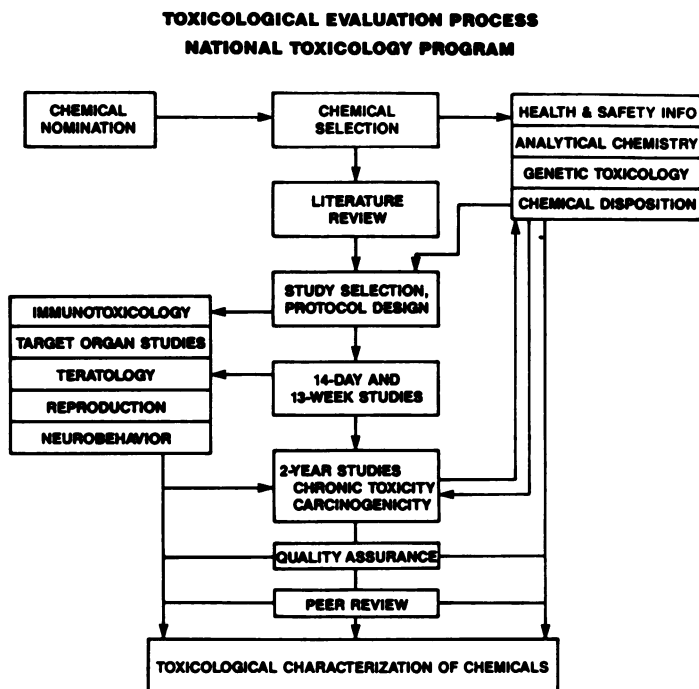 TOXICOLOGICAL EVALUATION PROCESS
NATIONAL TOXICOLOGY PROGRAM
CHEMICAL
NOMINATION
CHEMICAL
SELECTION
HEALTH & SAFETY INFO
ANALYTICAL CHEMISTRY
GENETIC TOXICOLOGY
CHEMICAL DISPOSITION
LITERATURE
REVIEW
STUDY SELECTION,
PROTOCOL DESIGN
IMMUNOTOXICOLOGY
TARGET ORGAN STUDIES
TERATOLOGY
REPRODUCTION
NEUROBEHAVIOR
14-DAY AND
13-WEEK STUDIES
2-YEAR STUDIES
CHRONIC TOXICITY
CARCINOGENICITY
QUALITY ASSURANCE
PEER REVIEW
TOXICOLOGICAL CHARACTERIZATION OF CHEMICALS